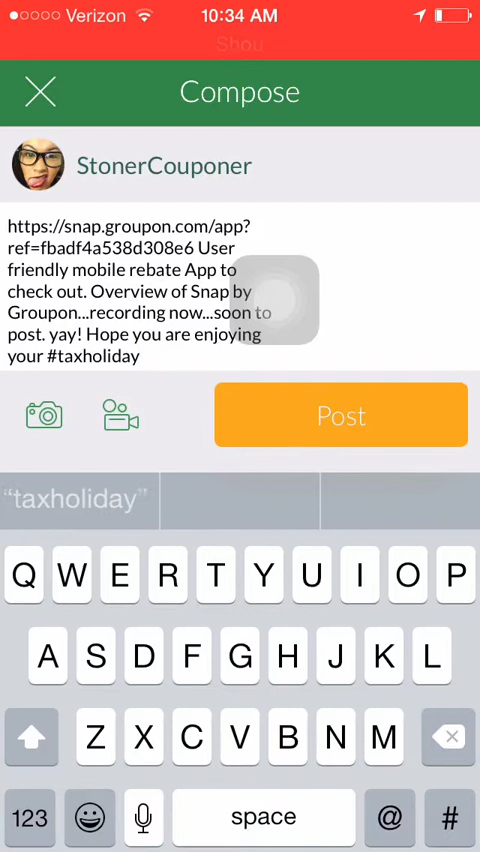 Verizon 10:34 AM
Shou
Compose
StonerCouponer
https://snap.groupon.com/app?
ref=fbadf4a538d308e6 User
friendly mobile rebate App to
check out. Overview of Snap by
Groupon...recording now...soon to
post. yay! Hope you are enjoying
your #taxholiday
Post
“taxholiday”
Q W E R T Y U I O P
A S D F G H J K L
Z X C V B N M
123 space @ #